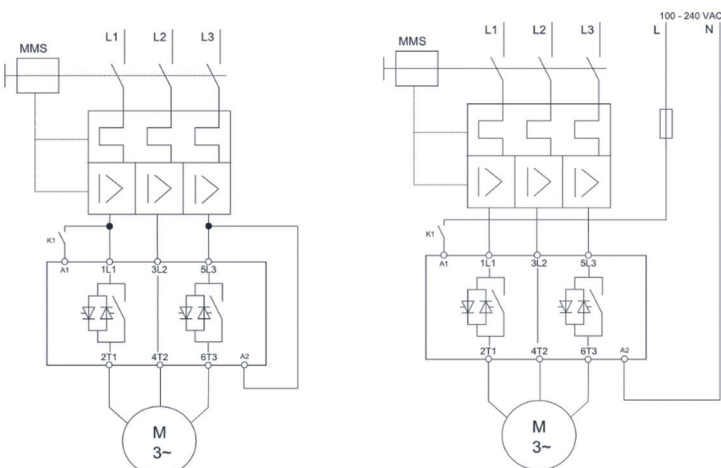 L1 L2 L3
MMS
K1
A1 1L1 3L2 5L3
2T1 4T2 6T3 A2
M
3~
100 - 240 VAC
L1 L2 L3 L N
MMS
K1
A1 1L1 3L2 5L3
2T1 4T2 6T3 A2
M
3~